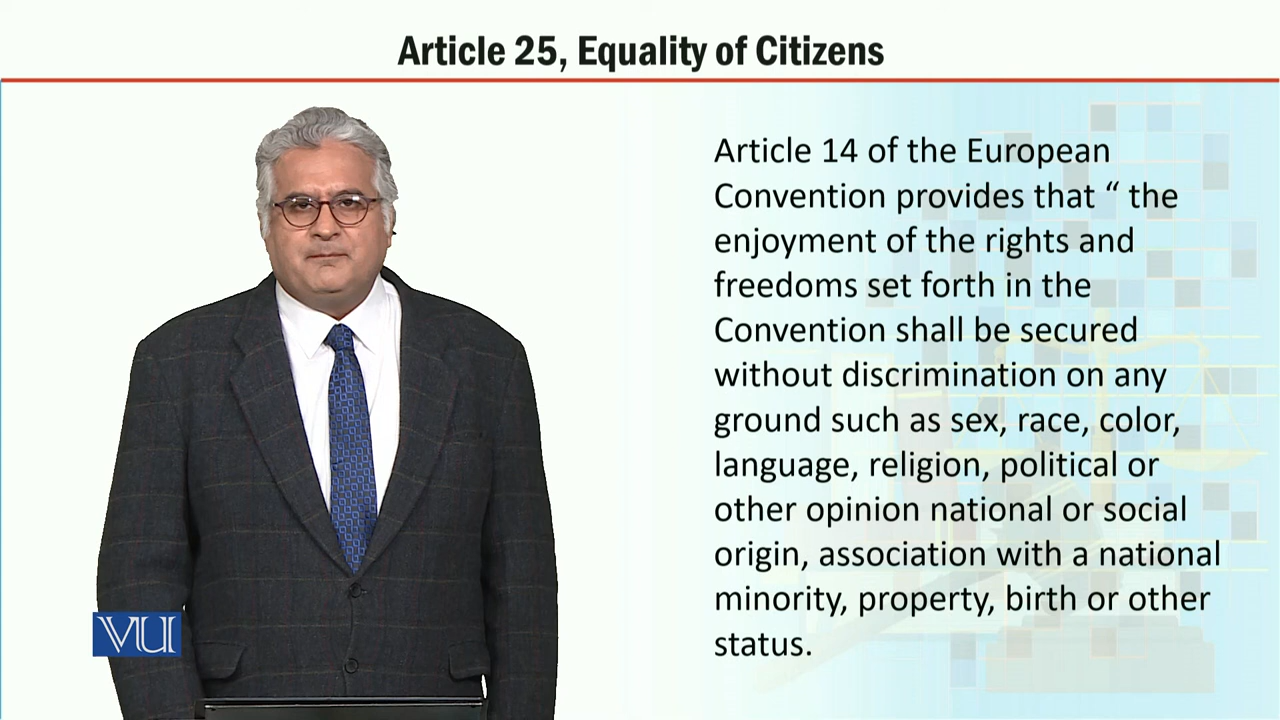 Article 25, Equality of Citizens
Article 14 of the European
Convention provides that “ the
enjoyment of the rights and
freedoms set forth in the
Convention shall be secured
without discrimination on any
ground such as sex, race, color,
language, religion, political or
other opinion national or social
origin, association with a national
minority, property, birth or other
status.
VU